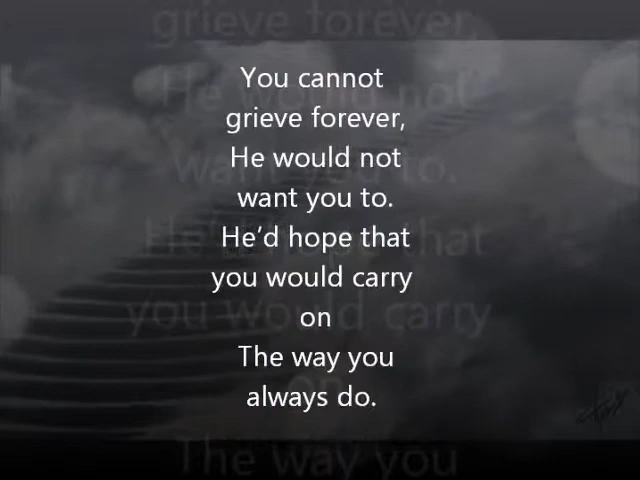 You cannot
grieve forever,
He would not
want you to.
He'd hope that
you would carry
on
The way you
always do.